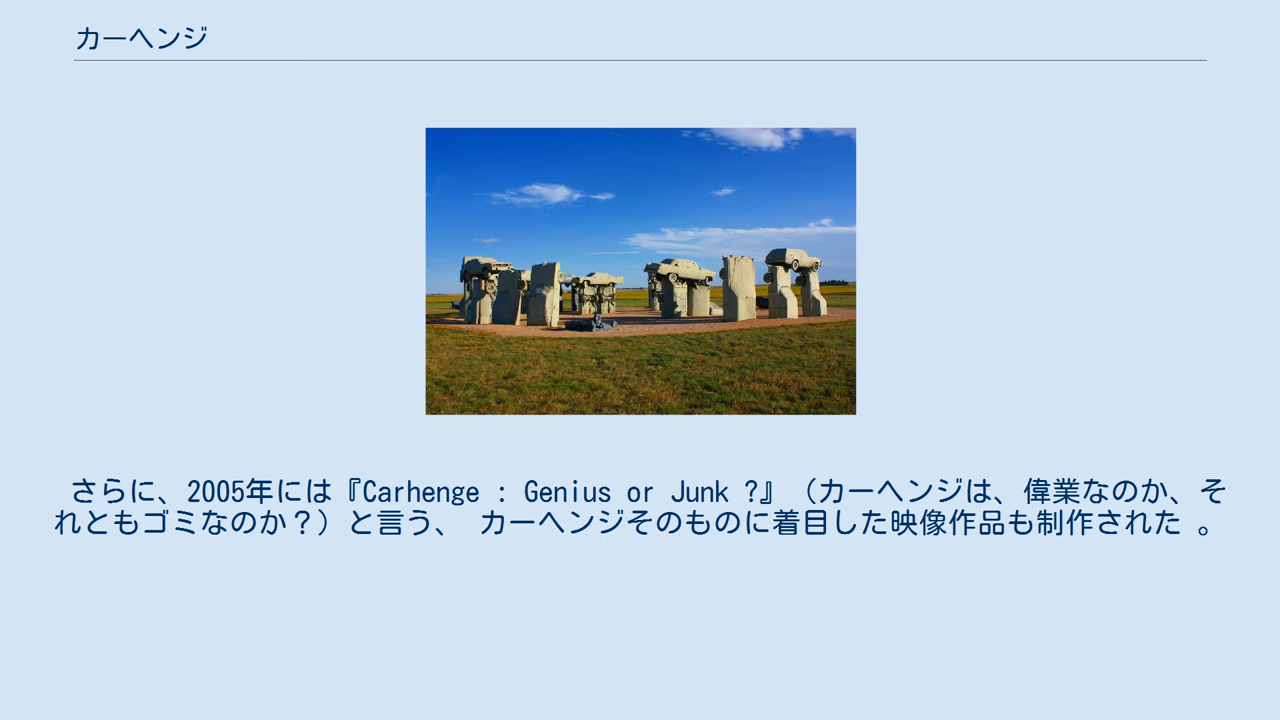 カーヘンジ
さらに、2005年には『Carhenge : Genius or Junk ?』（カーヘンジは、偉業なのか、そ
れともゴミなのか？）と言う、 カーヘンジそのものに着目した映像作品も制作された 。